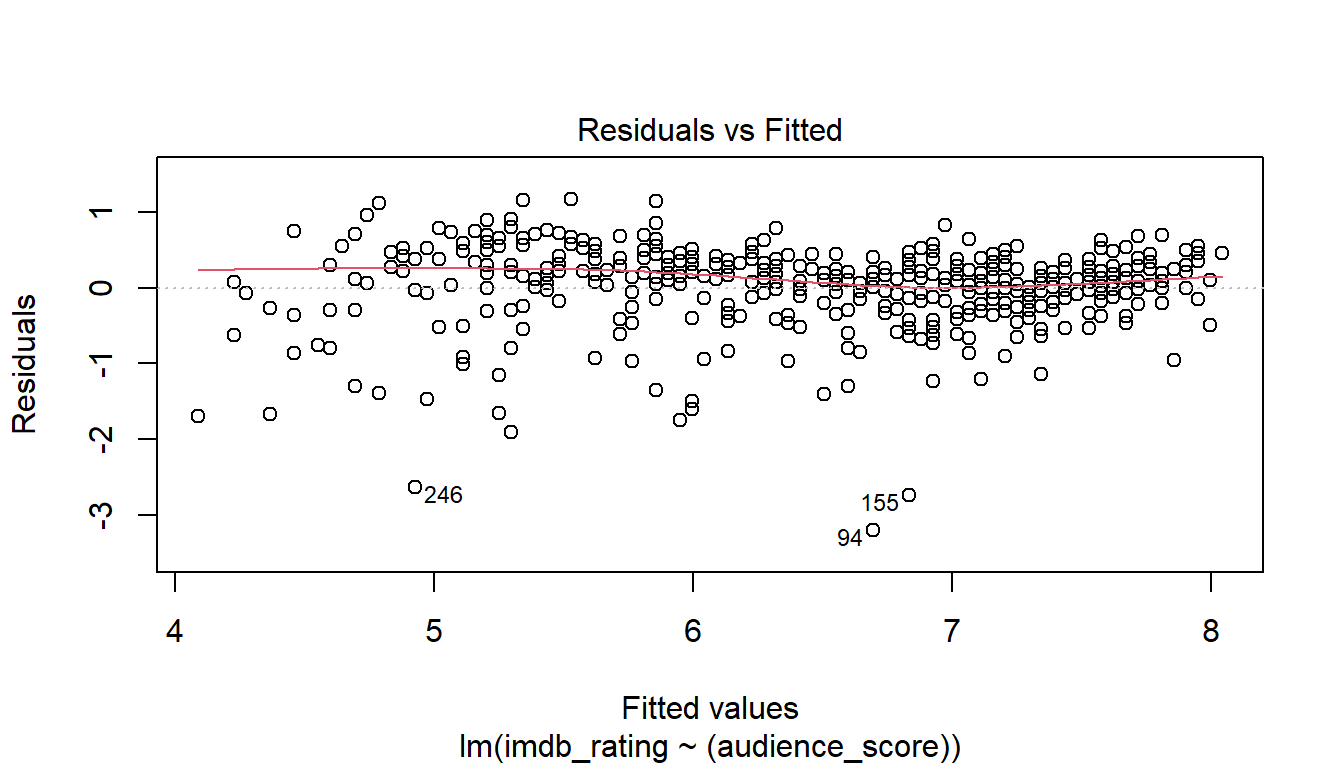 Residuals vs Fitted
Residuals
1
0
-1
-2
-3
246
155
94
4 5 6 7 8
Fitted values
lm(imdb_rating ~ (audience_score))